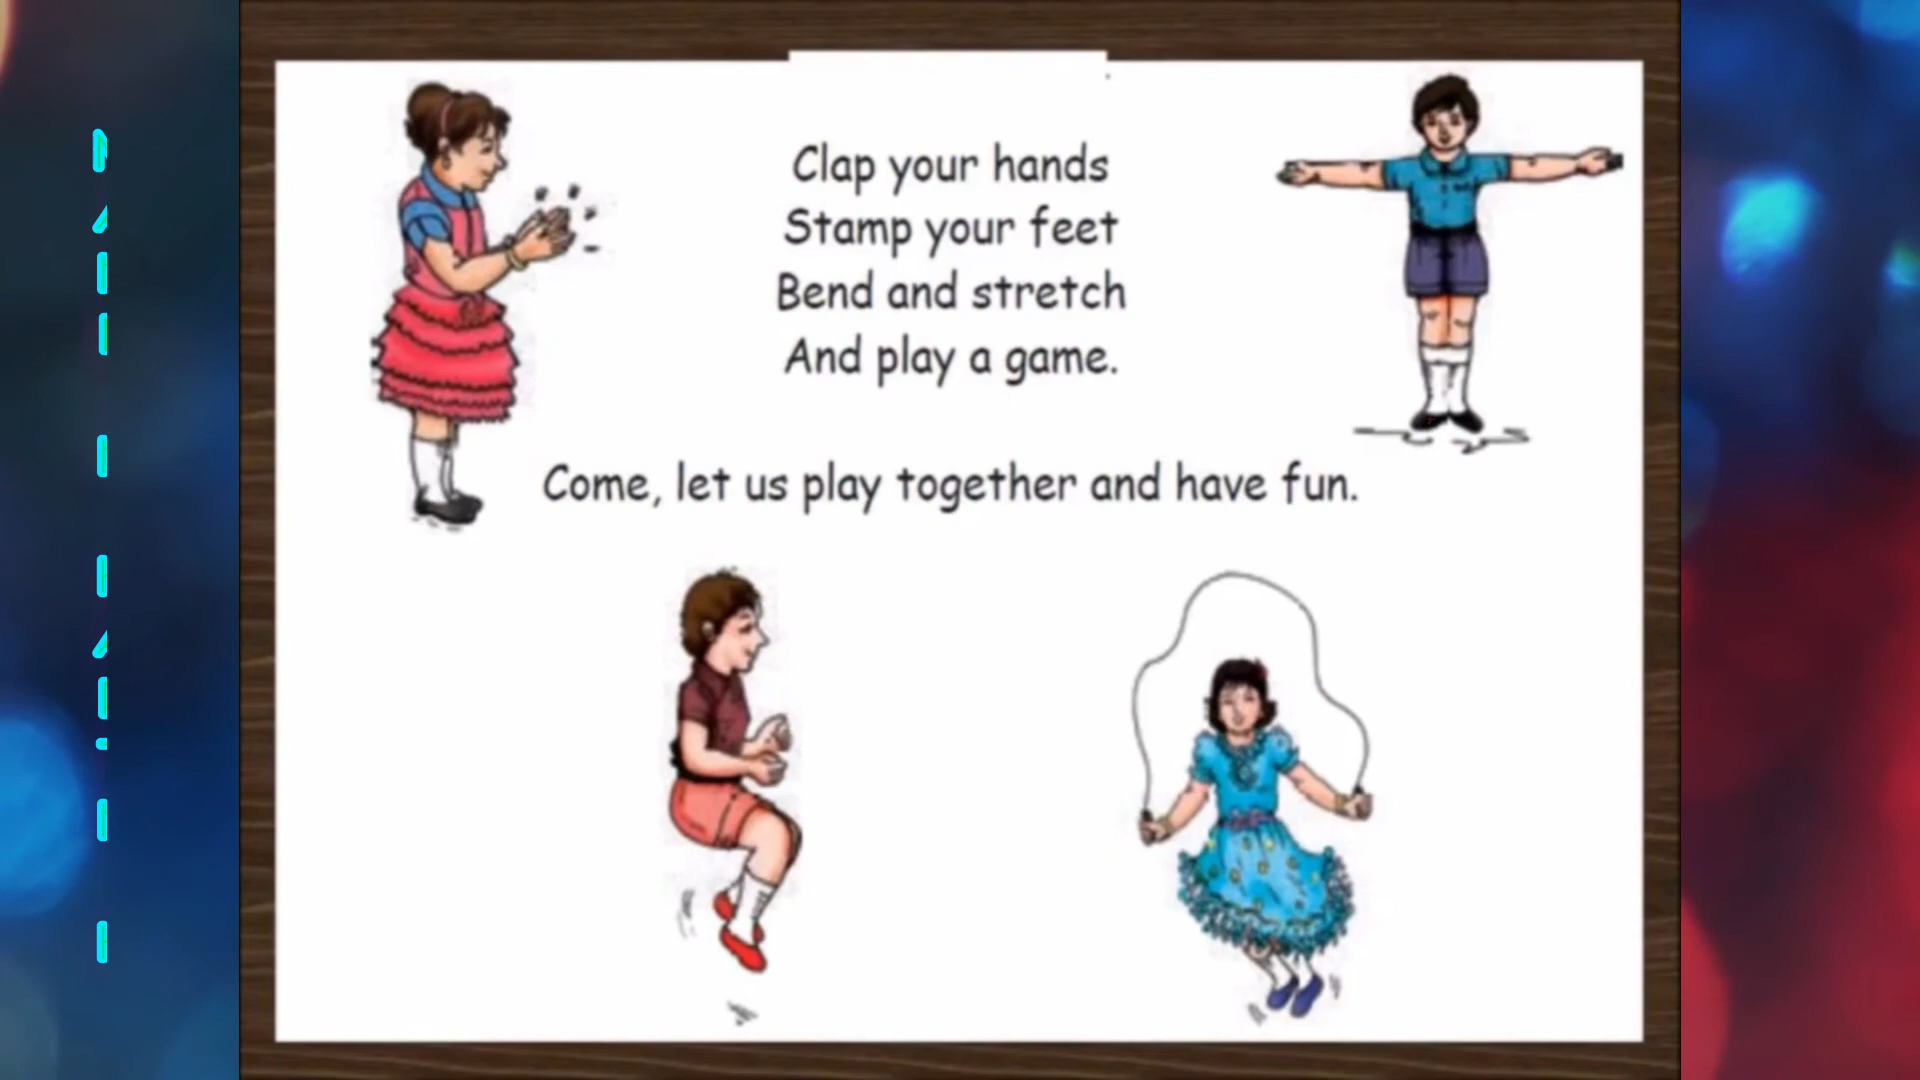 Clap your hands
Stamp your feet
Bend and stretch
And play a game.
Come, let us play together and have fun.